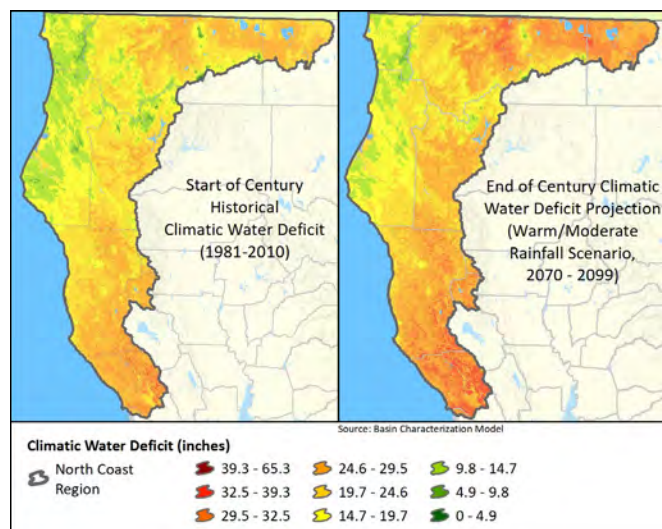 Start of Century
Historical
Climatic Water Deficit
(1981-2010)
End of Century Climatic
Water Deficit Projection
(Warm/Moderate
Rainfall Scenario,
2070 - 2099)
Source: Basin Characterization Model
Climatic Water Deficit (inches)
North Coast
Region
39.3 - 65.3
32.5 - 39.3
29.5 - 32.5
24.6 - 29.5
19.7 - 24.6
14.7 - 19.7
9.8 - 14.7
4.9 - 9.8
0 - 4.9